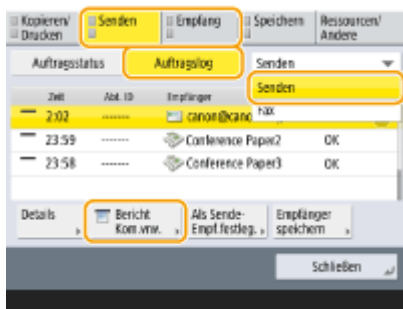 Kopieren/ Senden Empfang Speichern Ressourcen/
Drucken Andere
Auftragsstatus Auftragslog Senden
Senden
Zeit Abt. ID Empfänger
Fax
2:02 ------- canon@cano
23:59 ------- Conference Paper2 OK
23:58 ------- Conference Paper3 OK
Details Bericht Als Sende- Empfänger
Kom.vrw. Empf.festleg. speichern
Schließen